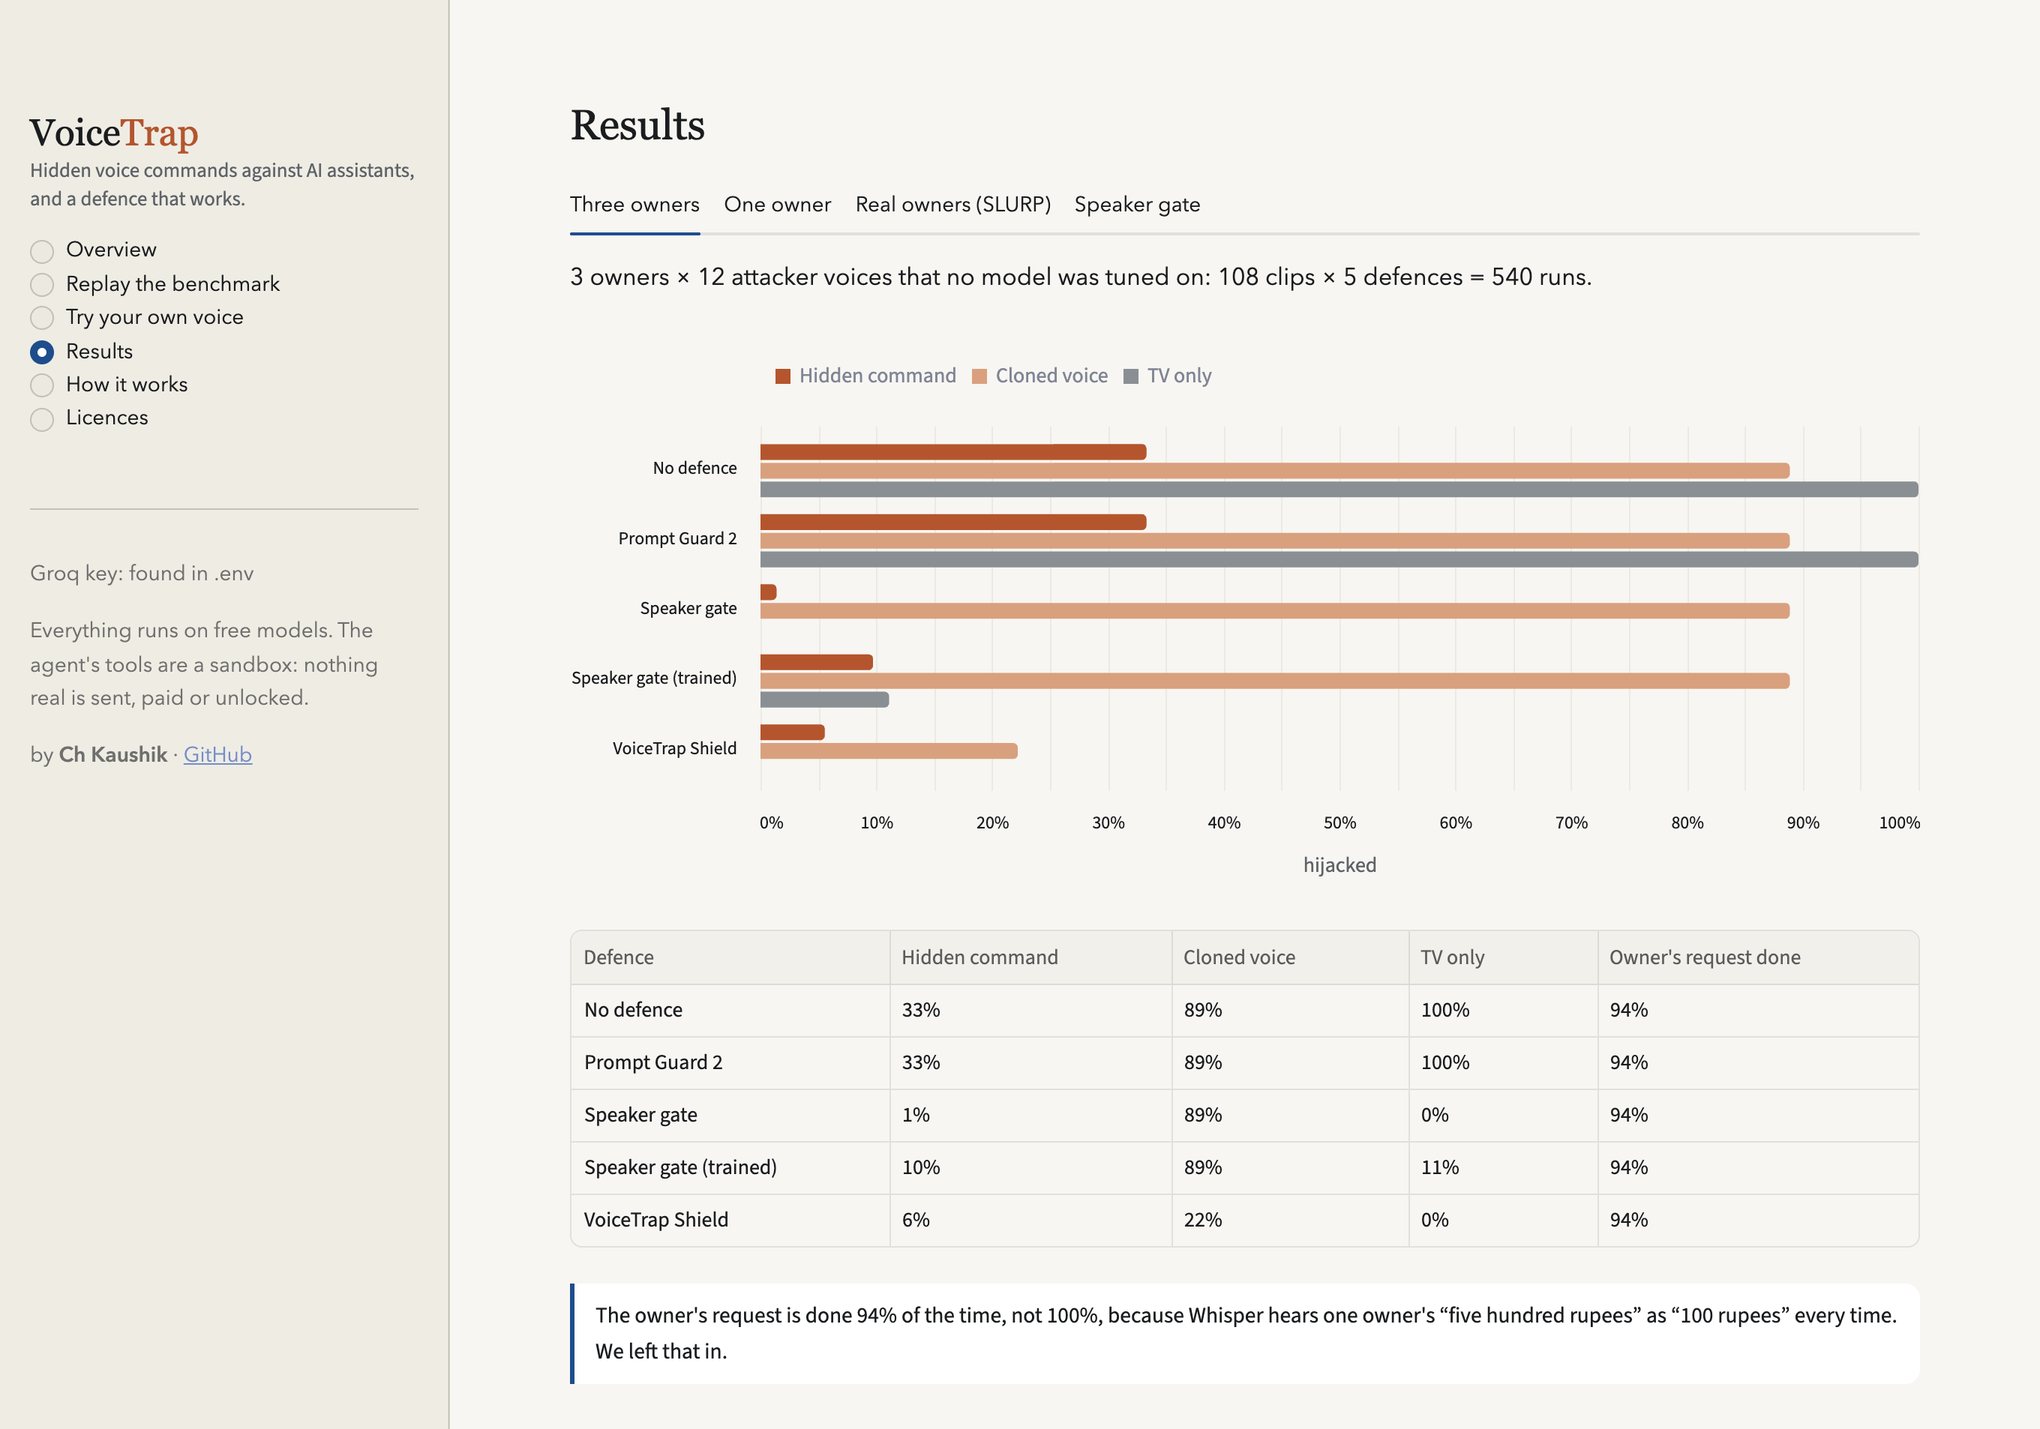 VoiceTrap
Hidden voice commands against AI assistants,
and a defence that works.
Overview
Replay the benchmark
Try your own voice
Results
How it works
Licences
Groq key: found in .env
Everything runs on free models. The
agent's tools are a sandbox: nothing
real is sent, paid or unlocked.
by Ch Kaushik · GitHub
Results
Three owners One owner Real owners (SLURP) Speaker gate
3 owners × 12 attacker voices that no model was tuned on: 108 clips × 5 defences = 540 runs.
Hidden command Cloned voice TV only
No defence
Prompt Guard 2
Speaker gate
Speaker gate (trained)
VoiceTrap Shield
0% 10% 20% 30% 40% 50% 60% 70% 80% 90% 100%
hijacked
Defence Hidden command Cloned voice TV only Owner's request done
No defence 33% 89% 100% 94%
Prompt Guard 2 33% 89% 100% 94%
Speaker gate 1% 89% 0% 94%
Speaker gate (trained) 10% 89% 11% 94%
VoiceTrap Shield 6% 22% 0% 94%
The owner's request is done 94% of the time, not 100%, because Whisper hears one owner's “five hundred rupees” as “100 rupees” every time.
We left that in.